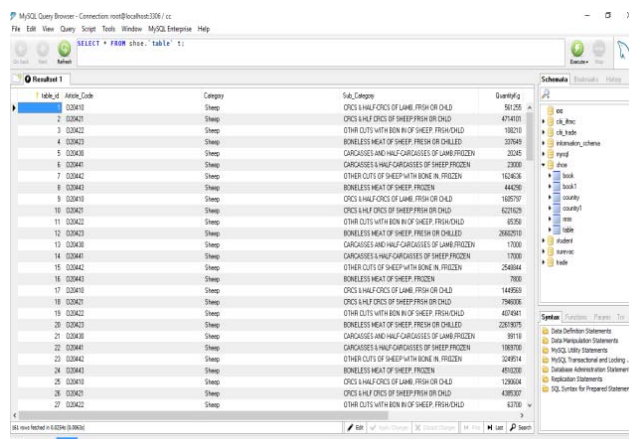 MySQL Query Browser - Connection: root@localhost:3306 / cc
File Edit View Query Script Tools Window MySQL Enterprise Help
SELECT * FROM shoe.`table` t;
Go back Next Refresh
Execute Stop
Resultset 1
Schemata Bookmarks History
table_id Article_Code Category Sub_Category QuantityKg
1 020410 Sheep CRCS & HALF-CRCS OF LAMB, FRSH OR CHLD 561255
2 020421 Sheep CRCS & HLF CRCS OF SHEEP,FRSH OR CHLD 4714101
3 020422 Sheep OTHR CUTS WITH BON IN OF SHEEP, FRSH/CHLD 108210
4 020423 Sheep BONELESS MEAT OF SHEEP, FRESH OR CHILLED 337649
5 020430 Sheep CARCASSES AND HALF-CARCASSES OF LAMB,FROZEN 20245
6 020441 Sheep CARCASSES & HALF-CARCASSES OF SHEEP,FROZEN 23000
7 020442 Sheep OTHER CUTS OF SHEEP WITH BONE IN, FROZEN 1624636
8 020443 Sheep BONELESS MEAT OF SHEEP, FROZEN 444290
9 020410 Sheep CRCS & HALF-CRCS OF LAMB, FRSH OR CHLD 1685797
10 020421 Sheep CRCS & HLF CRCS OF SHEEP,FRSH OR CHLD 6221629
11 020422 Sheep OTHR CUTS WITH BON IN OF SHEEP, FRSH/CHLD 65350
12 020423 Sheep BONELESS MEAT OF SHEEP, FRESH OR CHILLED 26602510
13 020430 Sheep CARCASSES AND HALF-CARCASSES OF LAMB,FROZEN 17000
14 020441 Sheep CARCASSES & HALF-CARCASSES OF SHEEP,FROZEN 17000
15 020442 Sheep OTHER CUTS OF SHEEP WITH BONE IN, FROZEN 2548844
16 020443 Sheep BONELESS MEAT OF SHEEP, FROZEN 7800
17 020410 Sheep CRCS & HALF-CRCS OF LAMB, FRSH OR CHLD 1449569
18 020421 Sheep CRCS & HLF CRCS OF SHEEP,FRSH OR CHLD 7946006
19 020422 Sheep OTHR CUTS WITH BON IN OF SHEEP, FRSH/CHLD 4074941
20 020423 Sheep BONELESS MEAT OF SHEEP, FRESH OR CHILLED 22619075
21 020430 Sheep CARCASSES AND HALF-CARCASSES OF LAMB,FROZEN 99118
22 020441 Sheep CARCASSES & HALF-CARCASSES OF SHEEP,FROZEN 1069700
23 020442 Sheep OTHER CUTS OF SHEEP WITH BONE IN, FROZEN 3249514
24 020443 Sheep BONELESS MEAT OF SHEEP, FROZEN 4510200
25 020410 Sheep CRCS & HALF-CRCS OF LAMB, FRSH OR CHLD 1290604
26 020421 Sheep CRCS & HLF CRCS OF SHEEP,FRSH OR CHLD 4385307
27 020422 Sheep OTHR CUTS WITH BON IN OF SHEEP, FRSH/CHLD 63700
161 rows fetched in 0.0294s (0.0063s)
Edit Apply Changes Discard Changes First Last Search
cc
information_schema
mysql
shoe
book
book1
country
country1
table
student
trade
Syntax Functions Params Trx
Data Definition Statements
Data Manipulation Statements
MySQL Utility Statements
MySQL Transactional and Locking
Database Administration Statements
Replication Statements
SQL Syntax for Prepared Statements